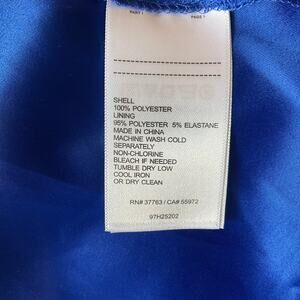 SHELL
100% POLYESTER
LINING
95% POLYESTER 5% ELASTANE
MADE IN CHINA
MACHINE WASH COLD
SEPARATELY
NON-CHLORINE
BLEACH IF NEEDED
TUMBLE DRY LOW
COOL IRON
OR DRY CLEAN
RN# 37763 / CA# 55972
97H25202